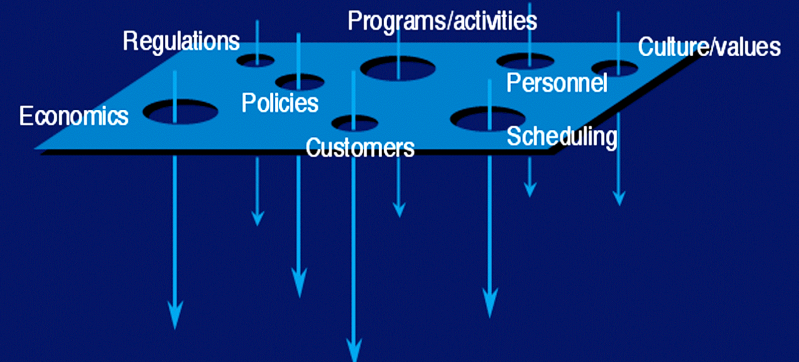 Programs/activities
Regulations
Culture/values
Personnel
Policies
Economics
Scheduling
Customers